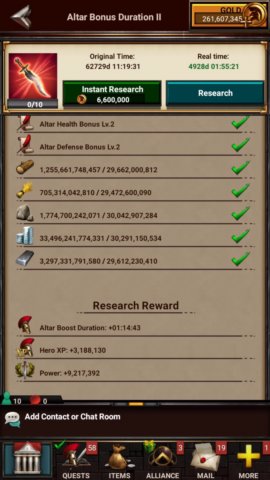 Altar Bonus Duration II
GOLD
261,607,345
Original Time:
62729d 11:19:31
Real time:
4928d 01:55:21
0/10
Instant Research
6,600,000
Research
Altar Health Bonus Lv.2
Altar Defense Bonus Lv.2
1,255,661,748,457 / 29,662,000,812
705,314,042,810 / 29,472,600,090
1,774,700,242,071 / 30,042,907,284
33,496,241,774,331 / 30,291,150,534
3,297,331,791,580 / 29,612,230,410
Research Reward
Altar Boost Duration: +01:14:43
Hero XP: +3,188,130
Power: +9,217,392
10
0
Add Contact or Chat Room
58
3
19
1
QUESTS
ITEMS
ALLIANCE
MAIL
MORE